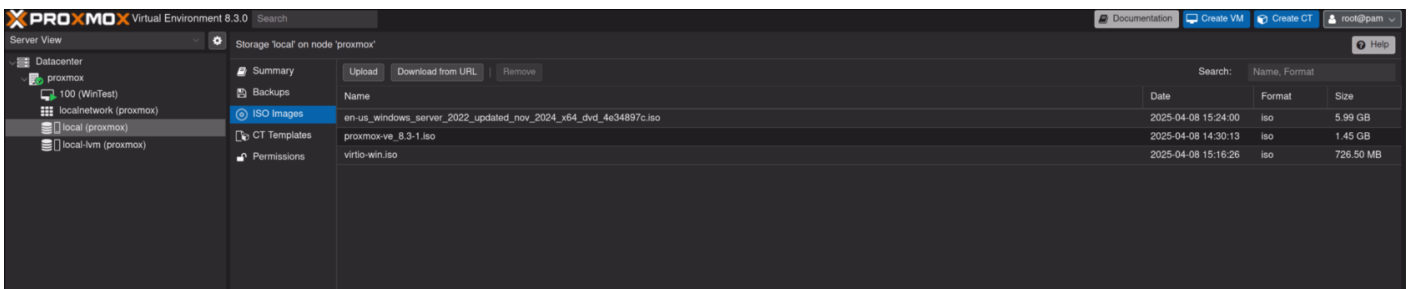 PROXMOX Virtual Environment 8.3.0 Search Documentation Create VM Create CT root@pam
Server View
Storage 'local' on node 'proxmox' Help
Datacenter
proxmox
100 (WinTest)
localnetwork (proxmox)
local (proxmox)
local-lvm (proxmox)
Summary
Backups
ISO Images
CT Templates
Permissions
Upload Download from URL Remove Search: Name, Format
Name Date Format Size
en-us_windows_server_2022_updated_nov_2024_x64_dvd_4e34897c.iso 2025-04-08 15:24:00 iso 5.99 GB
proxmox-ve_8.3-1.iso 2025-04-08 14:30:13 iso 1.45 GB
virtio-win.iso 2025-04-08 15:16:26 iso 726.50 MB